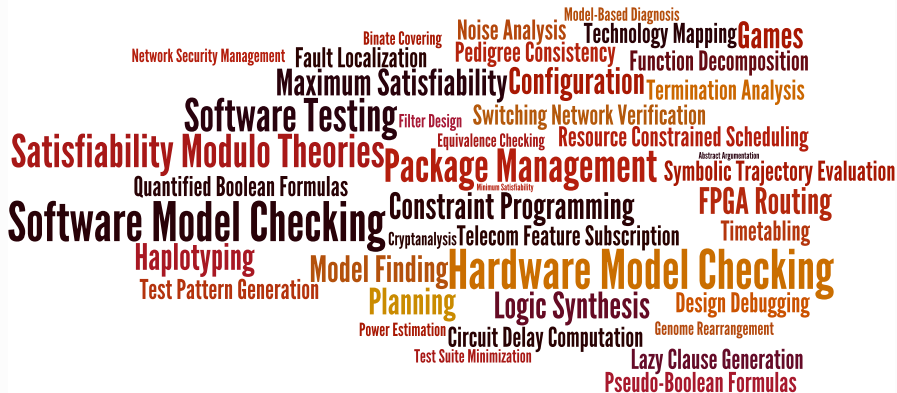 Model-Based Diagnosis
Noise Analysis
Technology Mapping
Games
Binate Covering
Network Security Management
Fault Localization
Pedigree Consistency
Function Decomposition
Maximum Satisfiability
Configuration
Termination Analysis
Software Testing
Filter Design
Switching Network Verification
Equivalence Checking
Resource Constrained Scheduling
Satisfiability Modulo Theories
Package Management
Abstract Argumentation
Symbolic Trajectory Evaluation
Quantified Boolean Formulas
Minimum Satisfiability
Software Model Checking
Constraint Programming
FPGA Routing
Cryptanalysis
Telecom Feature Subscription
Timetabling
Haplotyping
Model Finding
Hardware Model Checking
Test Pattern Generation
Planning
Logic Synthesis
Design Debugging
Power Estimation
Circuit Delay Computation
Genome Rearrangement
Test Suite Minimization
Lazy Clause Generation
Pseudo-Boolean Formulas